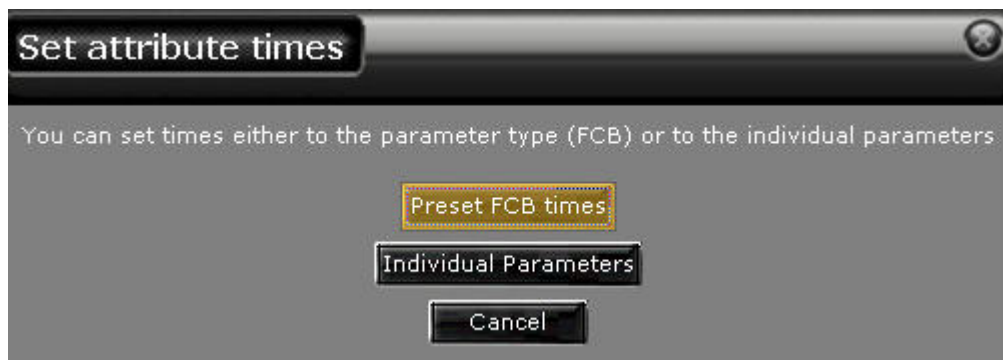 Set attribute times
You can set times either to the parameter type (FCB) or to the individual parameters
Preset FCB times
Individual Parameters
Cancel